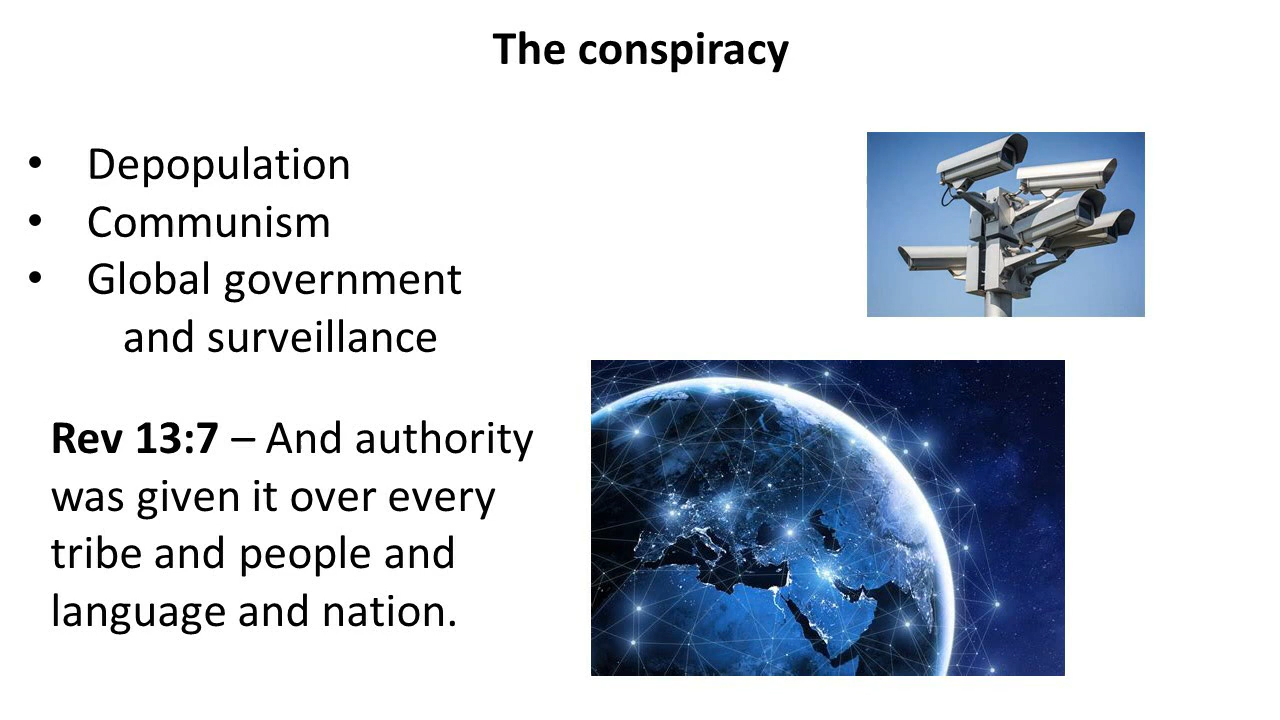 The conspiracy
• Depopulation
• Communism
• Global government
and surveillance
Rev 13:7 – And authority
was given it over every
tribe and people and
language and nation.